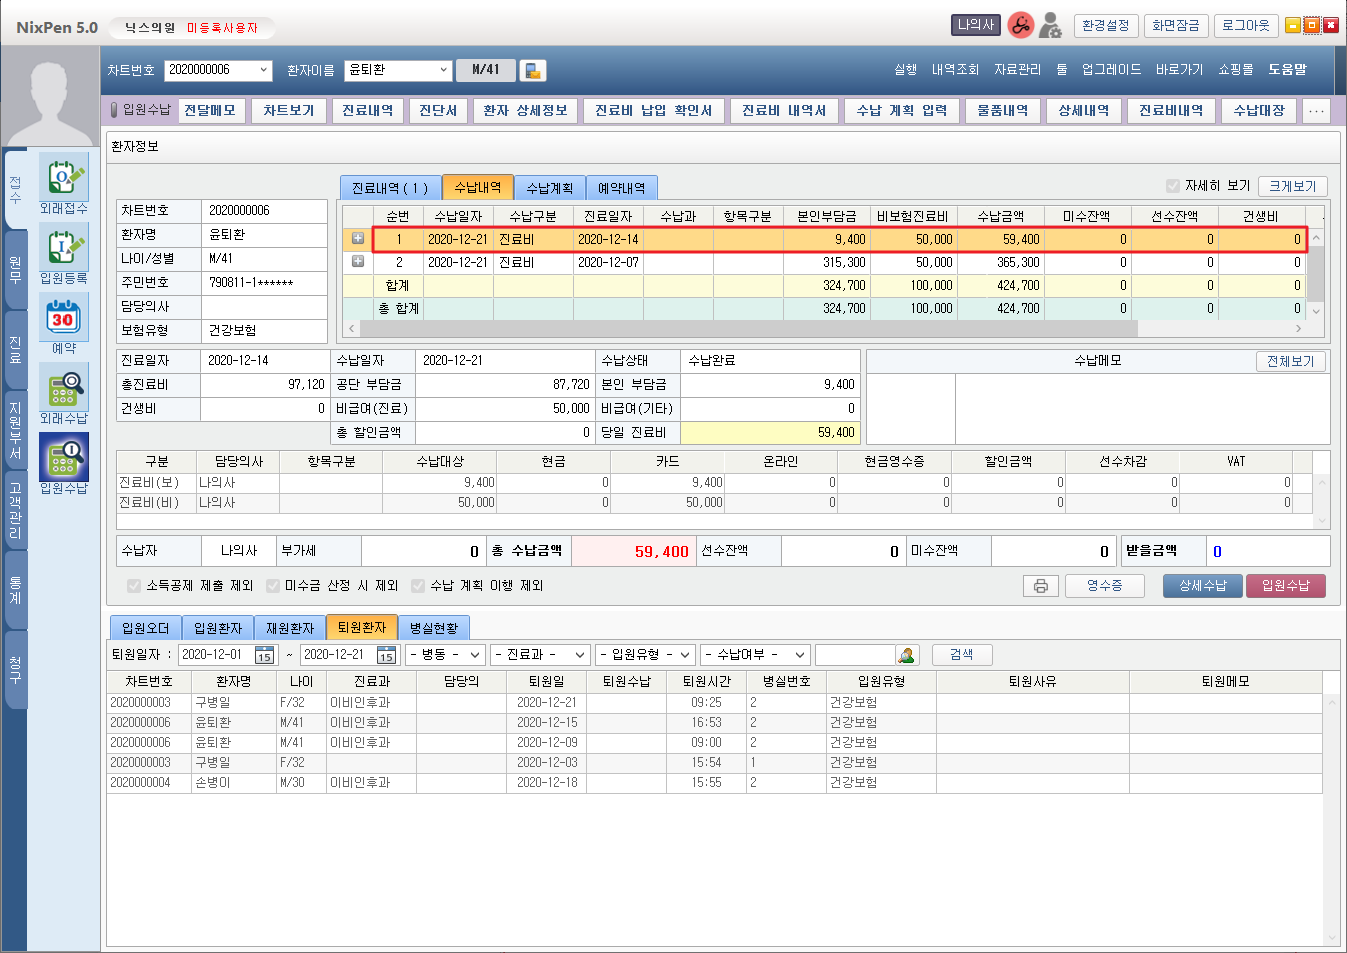 NixPen 5.0 닉스의원 미등록사용자 나의사 환경설정 화면잠금 로그아웃
차트번호 2020000006 환자이름 윤퇴환 M/41 실행 내역조회 자료관리 툴 업그레이드 바로가기 쇼핑몰 도움말
입원수납 전달메모 차트보기 진료내역 진단서 환자 상세정보 진료비 납입 확인서 진료비 내역서 수납 계획 입력 물품내역 상세내역 진료비내역 수납대장 ...
접수
원무
진료
지원부서
고객관리
통계
청구
외래접수
입원등록
30
예약
외래수납
입원수납
환자정보
차트번호 2020000006
환자명 윤퇴환
나이/성별 M/41
주민번호 790811-1******
담당의사
보험유형 건강보험
진료내역 ( 1 ) 수납내역 수납계획 예약내역 자세히 보기 크게보기
순번 수납일자 수납구분 진료일자 수납과 항목구분 본인부담금 비보험진료비 수납금액 미수잔액 선수잔액 건생비
1 2020-12-21 진료비 2020-12-14 9,400 50,000 59,400 0 0 0
2 2020-12-21 진료비 2020-12-07 315,300 50,000 365,300 0 0 0
합계 324,700 100,000 424,700 0 0 0
총 합계 324,700 100,000 424,700 0 0 0
진료일자 2020-12-14 수납일자 2020-12-21 수납상태 수납완료
총진료비 97,120 공단 부담금 87,720 본인 부담금 9,400
건생비 0 비급여(진료) 50,000 비급여(기타) 0
총 할인금액 0 당일 진료비 59,400
수납메모 전체보기
구분 담당의사 항목구분 수납대상 현금 카드 온라인 현금영수증 할인금액 선수차감 VAT
진료비(보) 나의사 9,400 0 9,400 0 0 0 0 0
진료비(비) 나의사 50,000 0 50,000 0 0 0 0 0
수납자 나의사 부가세 0 총 수납금액 59,400 선수잔액 0 미수잔액 0 받을금액 0
소득공제 제출 제외 미수금 산정 시 제외 수납 계획 이행 제외 영수증 상세수납 입원수납
입원오더 입원환자 재원환자 퇴원환자 병실현황
퇴원일자 : 2020-12-01 15 ~ 2020-12-21 15 - 병동 - - 진료과 - - 입원유형 - - 수납여부 - 검색
차트번호 환자명 나이 진료과 담당의 퇴원일 퇴원수납 퇴원시간 병실번호 입원유형 퇴원사유 퇴원메모
2020000003 구병일 F/32 이비인후과 2020-12-21 09:25 2 건강보험
2020000006 윤퇴환 M/41 이비인후과 2020-12-15 16:53 2 건강보험
2020000006 윤퇴환 M/41 이비인후과 2020-12-09 09:00 2 건강보험
2020000003 구병일 F/32 2020-12-03 15:54 1 건강보험
2020000004 손병이 M/30 이비인후과 2020-12-18 15:55 2 건강보험